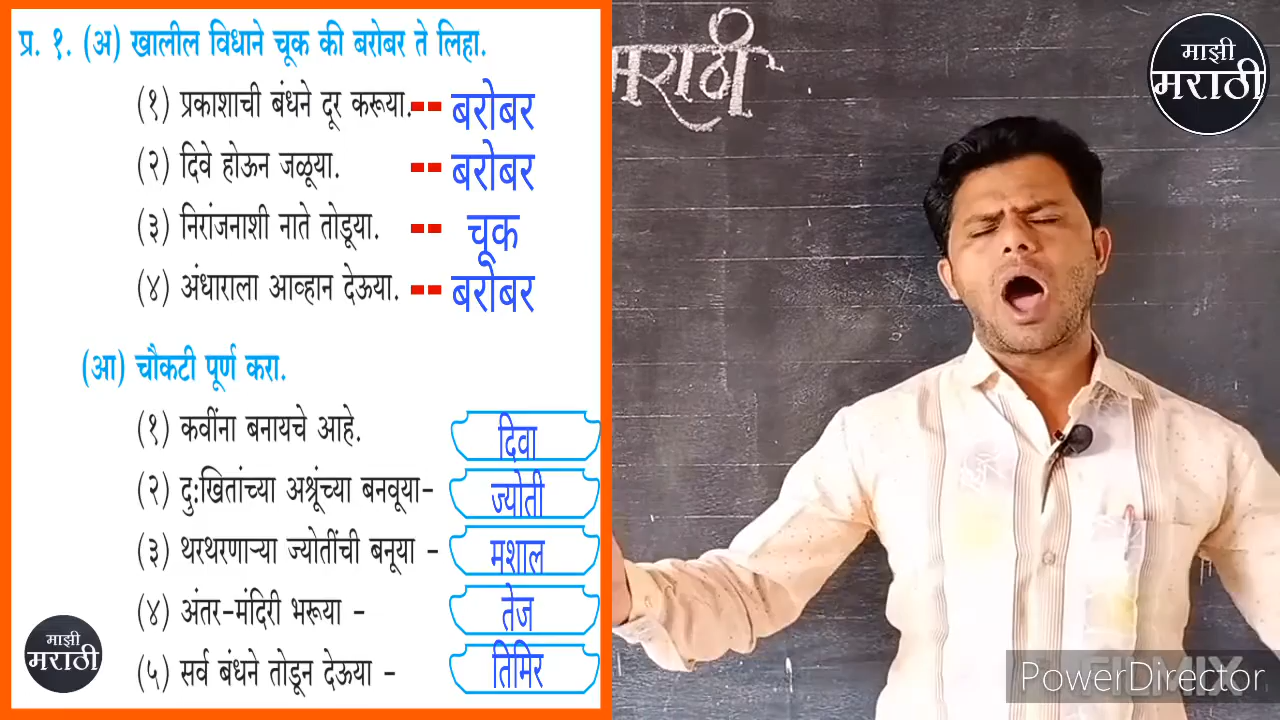 प्र. १. (अ) खालील विधाने चूक की बरोबर ते लिहा.
(१) प्रकाशाची बंधने दूर करूया.-- बरोबर
(२) दिवे होऊन जळूया. -- बरोबर
(३) निरांजनाशी नाते तोडूया. -- चूक
(४) अंधाराला आव्हान देऊया. -- बरोबर
(आ) चौकटी पूर्ण करा.
(१) कवींना बनायचे आहे. दिवा
(२) दुःखितांच्या अश्रूंच्या बनवूया- ज्योती
(३) थरथरणाऱ्या ज्योतींची बनूया - मशाल
(४) अंतर-मंदिरी भरूया - तेज
(५) सर्व बंधने तोडून देऊया - तिमिर
माझी
मराठी
मराठी
माझी
मराठी
PowerDirector